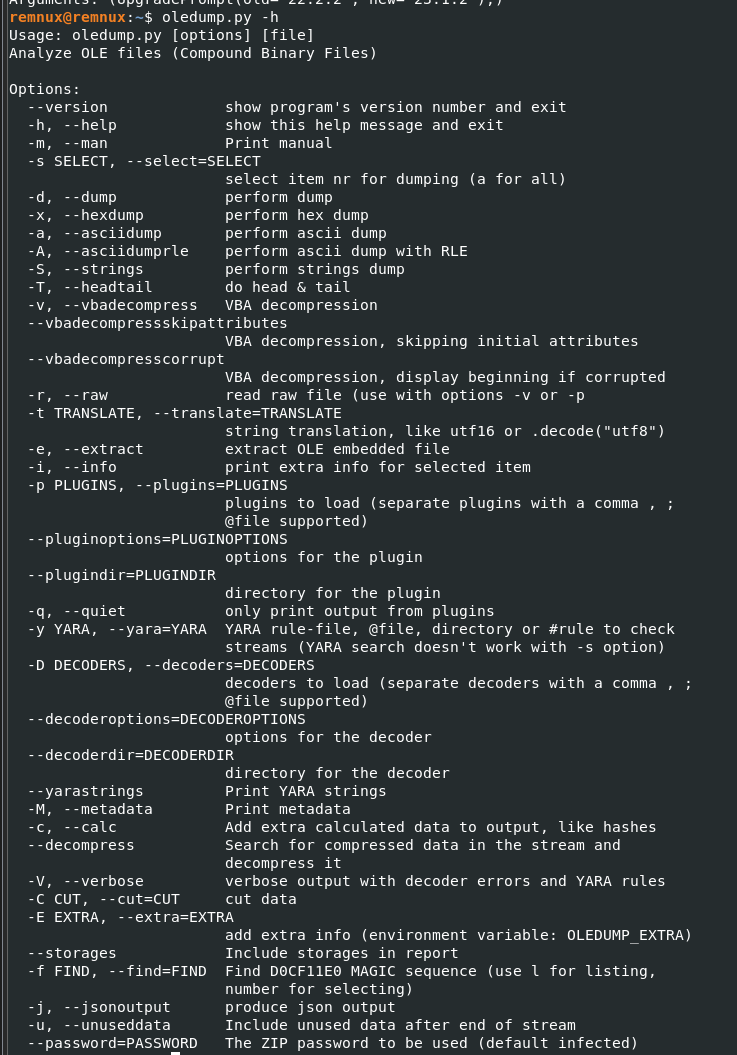 Arguments: (UpgradePrompt(old='22.2.2', new='23.1.2'),)
remnux@remnux:~$ oledump.py -h
Usage: oledump.py [options] [file]
Analyze OLE files (Compound Binary Files)

Options:
  --version             show program's version number and exit
  -h, --help            show this help message and exit
  -m, --man             Print manual
  -s SELECT, --select=SELECT
                        select item nr for dumping (a for all)
  -d, --dump            perform dump
  -x, --hexdump         perform hex dump
  -a, --asciidump       perform ascii dump
  -A, --asciidumprle    perform ascii dump with RLE
  -S, --strings         perform strings dump
  -T, --headtail        do head & tail
  -v, --vbadecompress   VBA decompression
  --vbadecompressskipattributes
                        VBA decompression, skipping initial attributes
  --vbadecompresscorrupt
                        VBA decompression, display beginning if corrupted
  -r, --raw             read raw file (use with options -v or -p
  -t TRANSLATE, --translate=TRANSLATE
                        string translation, like utf16 or .decode("utf8")
  -e, --extract         extract OLE embedded file
  -i, --info            print extra info for selected item
  -p PLUGINS, --plugins=PLUGINS
                        plugins to load (separate plugins with a comma , ;
                        @file supported)
  --pluginoptions=PLUGINOPTIONS
                        options for the plugin
  --plugindir=PLUGINDIR
                        directory for the plugin
  -q, --quiet           only print output from plugins
  -y YARA, --yara=YARA  YARA rule-file, @file, directory or #rule to check
                        streams (YARA search doesn't work with -s option)
  -D DECODERS, --decoders=DECODERS
                        decoders to load (separate decoders with a comma , ;
                        @file supported)
  --decoderoptions=DECODEROPTIONS
                        options for the decoder
  --decoderdir=DECODERDIR
                        directory for the decoder
  --yarastrings         Print YARA strings
  -M, --metadata        Print metadata
  -c, --calc            Add extra calculated data to output, like hashes
  --decompress          Search for compressed data in the stream and
                        decompress it
  -V, --verbose         verbose output with decoder errors and YARA rules
  -C CUT, --cut=CUT     cut data
  -E EXTRA, --extra=EXTRA
                        add extra info (environment variable: OLEDUMP_EXTRA)
  --storages            Include storages in report
  -f FIND, --find=FIND  Find D0CF11E0 MAGIC sequence (use l for listing,
                        number for selecting)
  -j, --jsonoutput      produce json output
  -u, --unuseddata      Include unused data after end of stream
  --password=PASSWORD   The ZIP password to be used (default infected)